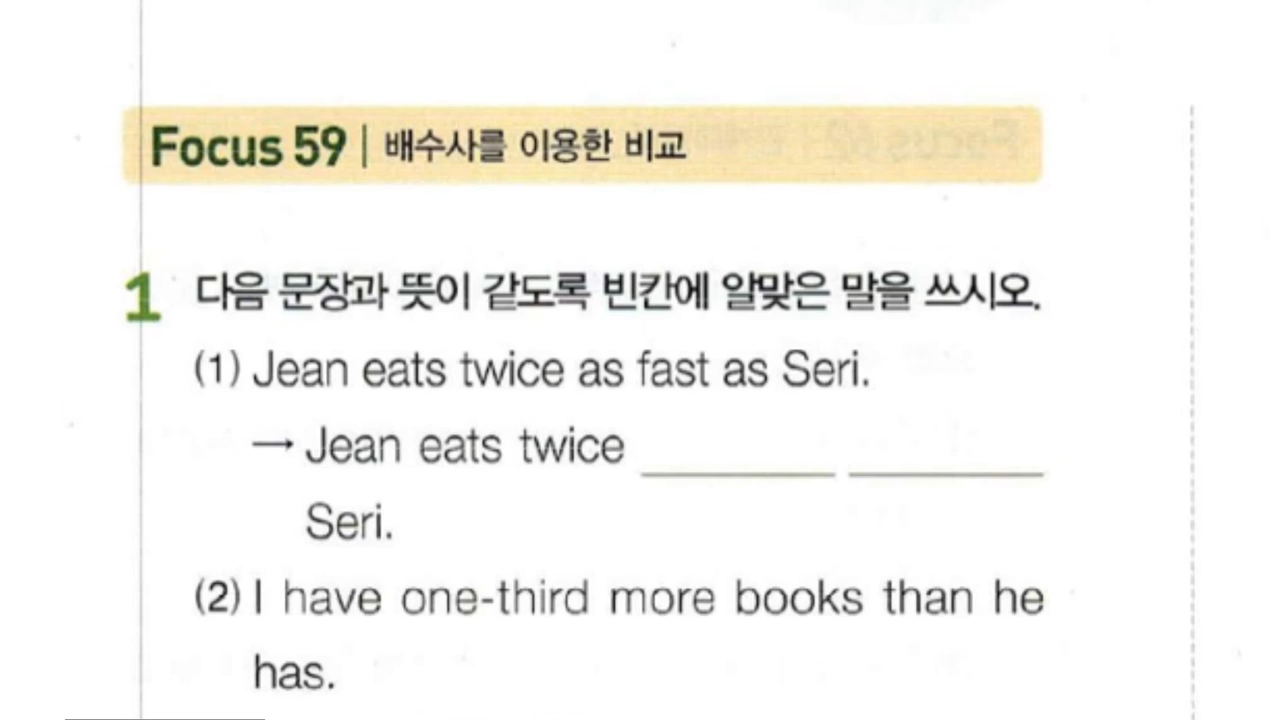 Focus 59 | 배수사를 이용한 비교
1 다음 문장과 뜻이 같도록 빈칸에 알맞은 말을 쓰시오.
(1) Jean eats twice as fast as Seri.
→ Jean eats twice ________ ________
Seri.
(2) I have one-third more books than he
has.